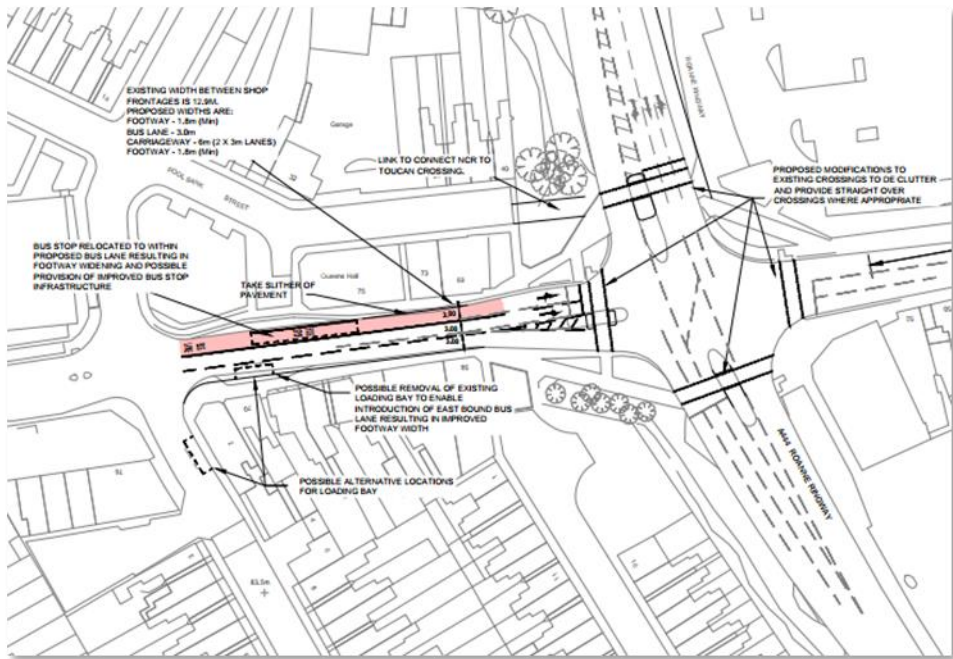 EXISTING WIDTH BETWEEN SHOP
FRONTAGES IS 12.9M.
PROPOSED WIDTHS ARE:
FOOTWAY - 1.8m (Min)
BUS LANE - 3.0m
CARRIAGEWAY - 6m (2 X 3m LANES)
FOOTWAY - 1.8m (Min)
Garage
ROANNE RINGWAY
LINK TO CONNECT NCR TO
TOUCAN CROSSING.
PROPOSED MODIFICATIONS TO
EXISTING CROSSINGS TO DE CLUTTER
AND PROVIDE STRAIGHT OVER
CROSSINGS WHERE APPROPRIATE
POOL BANK
STREET
BUS STOP RELOCATED TO WITHIN
PROPOSED BUS LANE RESULTING IN
FOOTWAY WIDENING AND POSSIBLE
PROVISION OF IMPROVED BUS STOP
INFRASTRUCTURE
Queens Hall
73
75
TAKE SLITHER OF
PAVEMENT
3.00
3.00
POSSIBLE REMOVAL OF EXISTING
LOADING BAY TO ENABLE
INTRODUCTION OF EAST BOUND BUS
LANE RESULTING IN IMPROVED
FOOTWAY WIDTH
POSSIBLE ALTERNATIVE LOCATIONS
FOR LOADING BAY
A444 ROANNE RINGWAY
83.5m